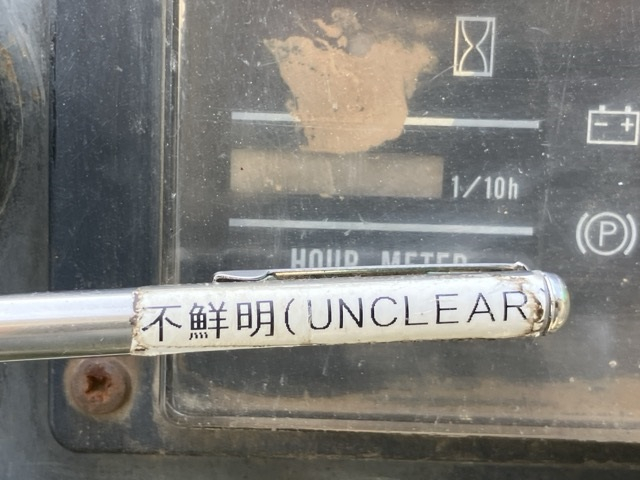 1/10h
HOUR METER
不鮮明(UNCLEAR)
P